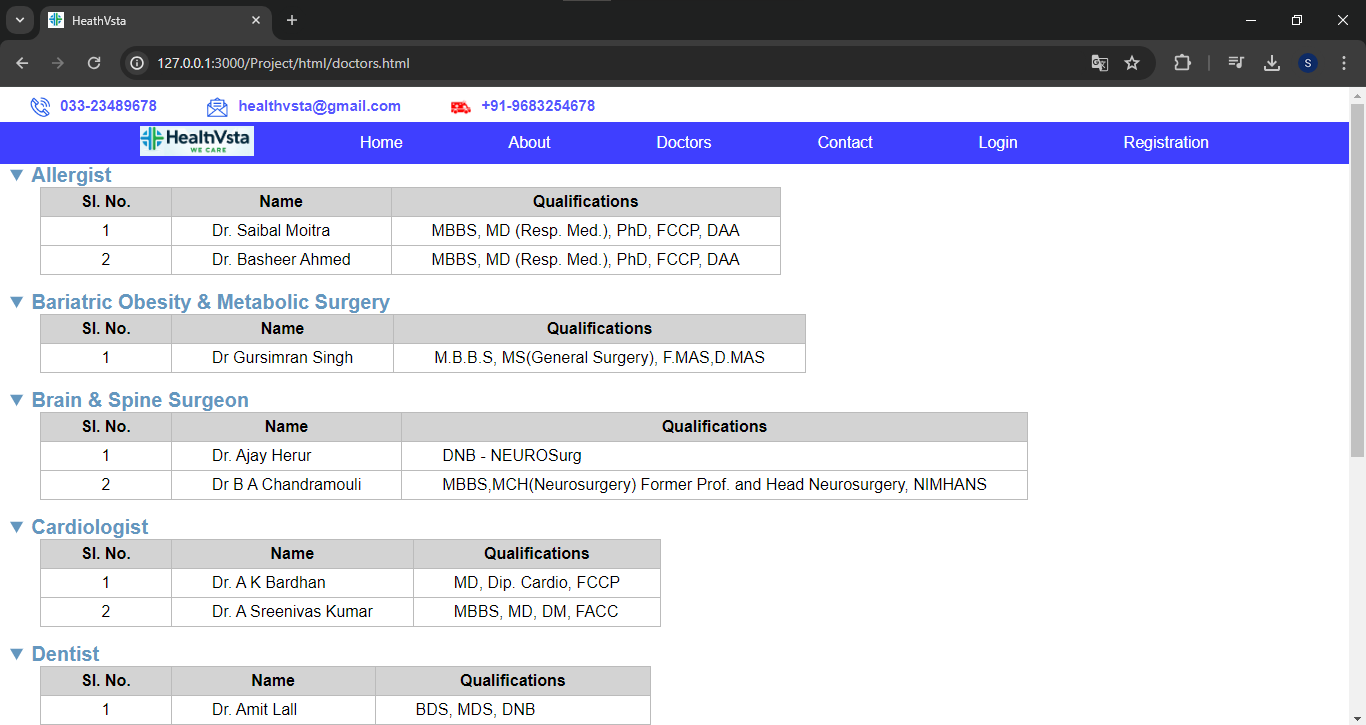 HeathVsta
127.0.0.1:3000/Project/html/doctors.html
S
033-23489678 healthvsta@gmail.com +91-9683254678
HealthVsta
WE CARE
Home About Doctors Contact Login Registration
Allergist
Sl. No. Name Qualifications
1 Dr. Saibal Moitra MBBS, MD (Resp. Med.), PhD, FCCP, DAA
2 Dr. Basheer Ahmed MBBS, MD (Resp. Med.), PhD, FCCP, DAA
Bariatric Obesity & Metabolic Surgery
Sl. No. Name Qualifications
1 Dr Gursimran Singh M.B.B.S, MS(General Surgery), F.MAS,D.MAS
Brain & Spine Surgeon
Sl. No. Name Qualifications
1 Dr. Ajay Herur DNB - NEUROSurg
2 Dr B A Chandramouli MBBS,MCH(Neurosurgery) Former Prof. and Head Neurosurgery, NIMHANS
Cardiologist
Sl. No. Name Qualifications
1 Dr. A K Bardhan MD, Dip. Cardio, FCCP
2 Dr. A Sreenivas Kumar MBBS, MD, DM, FACC
Dentist
Sl. No. Name Qualifications
1 Dr. Amit Lall BDS, MDS, DNB